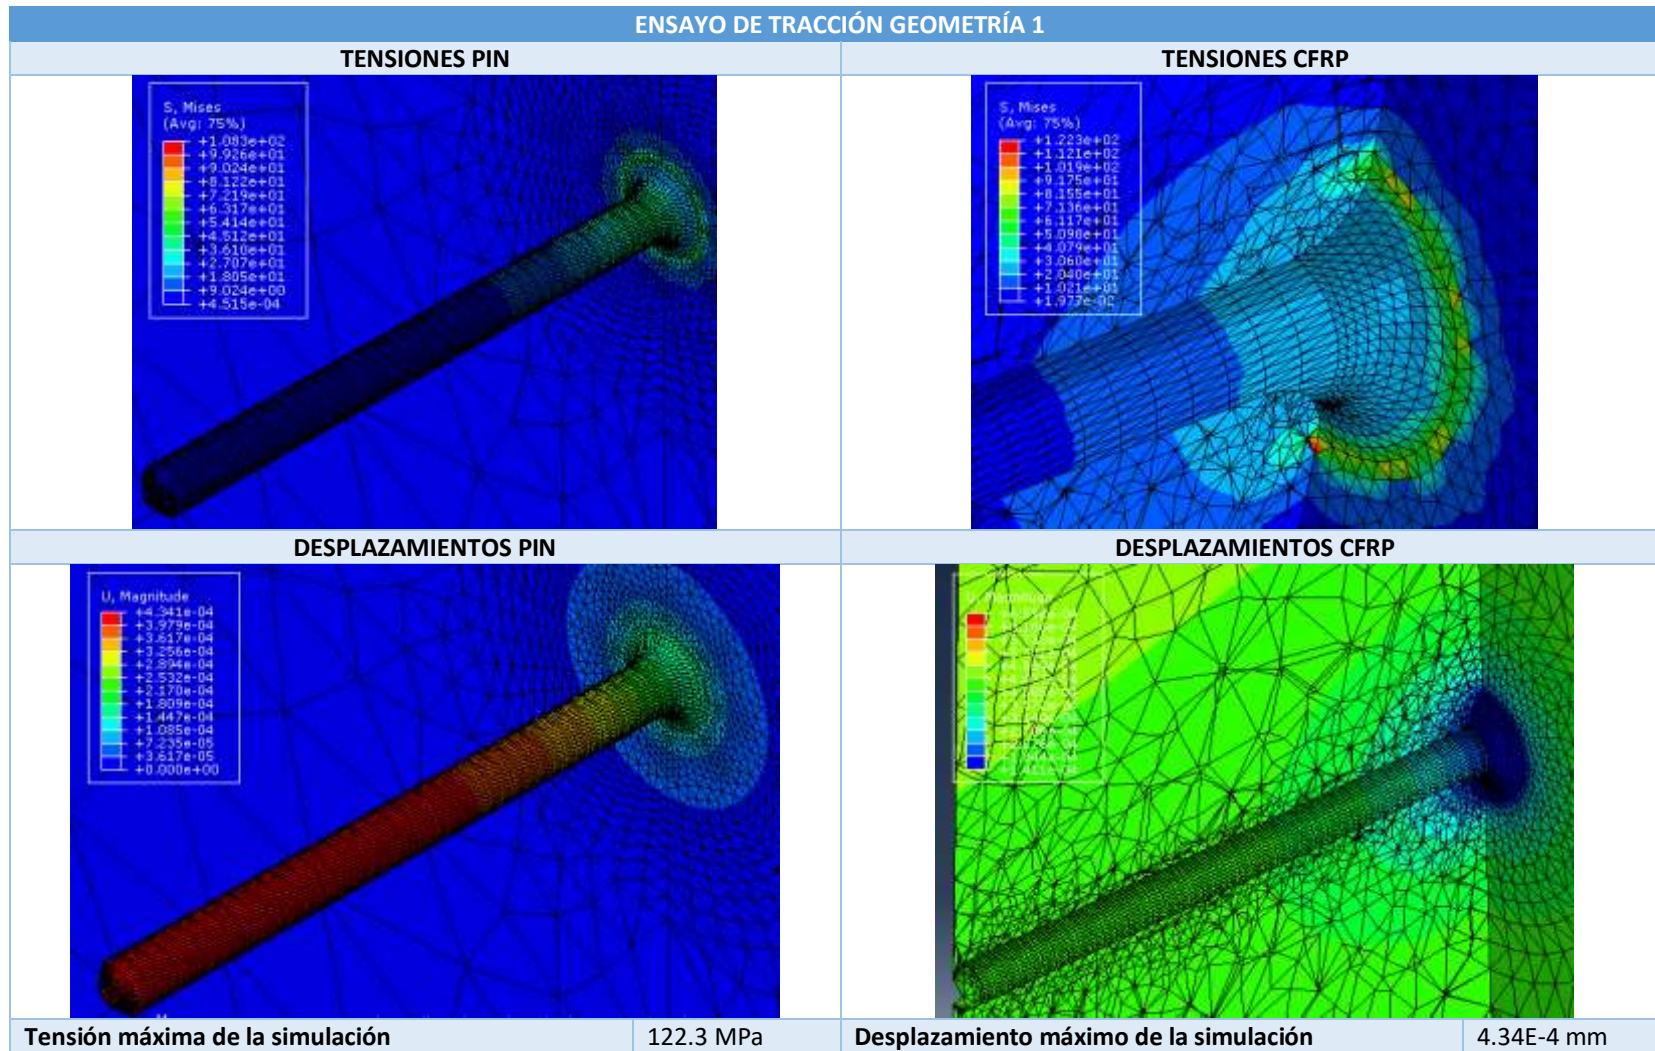 ENSAYO DE TRACCIÓN GEOMETRÍA 1
TENSIONES PIN
TENSIONES CFRP
S, Mises
(Avg: 75%)
+1.083e+02
+9.926e+01
+9.024e+01
+8.122e+01
+7.219e+01
+6.317e+01
+5.414e+01
+4.512e+01
+3.610e+01
+2.707e+01
+1.805e+01
+9.024e+00
+4.515e-04
S, Mises
(Avg: 75%)
+1.223e+02
+1.121e+02
+1.019e+02
+9.175e+01
+8.155e+01
+7.136e+01
+6.117e+01
+5.098e+01
+4.079e+01
+3.060e+01
+2.040e+01
+1.021e+01
+1.977e-02
DESPLAZAMIENTOS PIN
DESPLAZAMIENTOS CFRP
U, Magnitude
+4.341e-04
+3.979e-04
+3.617e-04
+3.256e-04
+2.894e-04
+2.532e-04
+2.170e-04
+1.809e-04
+1.447e-04
+1.085e-04
+7.235e-05
+3.617e-05
+0.000e+00
U, Magnitude
Tensión máxima de la simulación
122.3 MPa
Desplazamiento máximo de la simulación
4.34E-4 mm